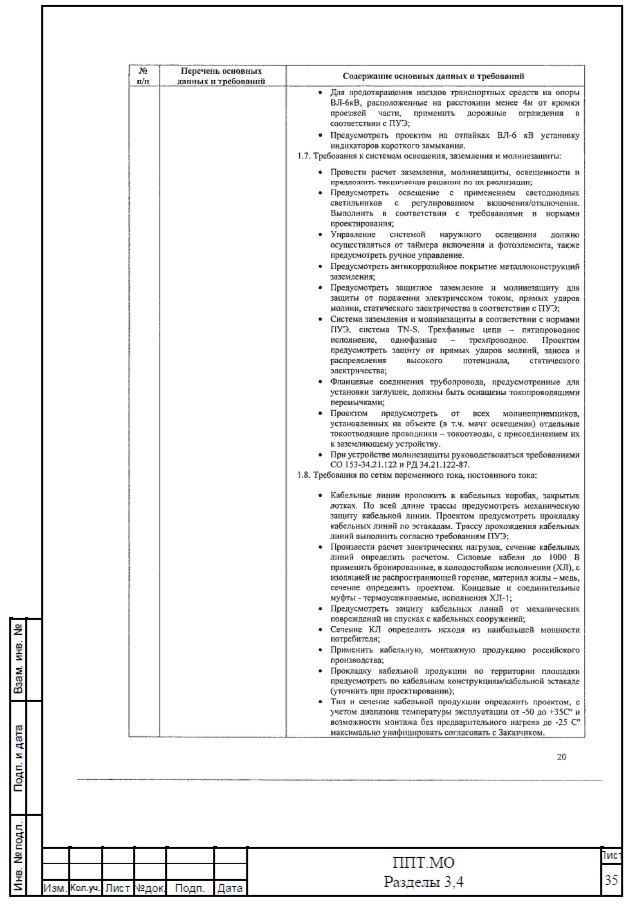 № Перечень основных Содержание основных данных и требований
п/п данных и требований
• Для предотвращения наездов транспортных средств на опоры
ВЛ-6кВ, расположенные на расстоянии менее 4м от кромки
проезжей части, применить дорожные ограждения в
соответствии с ПУЭ;
• Предусмотреть проектом на отпайках ВЛ-6 кВ установку
индикаторов короткого замыкания.
1.7. Требования к системам освещения, заземления и молниезащиты:
• Провести расчет заземления, молниезащиты, освещенности и
предложить технические решения по их реализации;
• Предусмотреть освещение с применением светодиодных
светильников с регулированием включения/отключения.
Выполнить в соответствии с требованиями и нормами
проектирования;
• Управление системой наружного освещения должно
осуществляться от таймера включения и фотоэлемента, также
предусмотреть ручное управление.
• Предусмотреть антикоррозийное покрытие металлоконструкций
заземления;
• Предусмотреть защитное заземление и молниезащиту для
защиты от поражения электрическом током, прямых ударов
молнии, статического электричества в соответствии с ПУЭ;
• Система заземления и молниезащиты в соответствии с нормами
ПУЭ, система TN-S. Трехфазные цепи – пятипроводное
исполнение, однофазные – трехпроводное. Проектом
предусмотреть защиту от прямых ударов молний, заноса и
распределения высокого потенциала, статического
электричества;
• Фланцевые соединения трубопровода, предусмотренные для
установки заглушек, должны быть оснащены токопроводящими
перемычками;
• Проектом предусмотреть от всех молниеприемников,
установленных на объекте (в т.ч. мачт освещения) отдельные
токоотводящие проводники – токоотводы, с присоединением их
к заземляющему устройству.
• При устройстве молниезащиты руководствоваться требованиями
СО 153-34.21.122 и РД 34.21.122-87.
1.8. Требования по сетям переменного тока, постоянного тока:
• Кабельные линии проложить в кабельных коробах, закрытых
лотках. По всей длине трассы предусмотреть механическую
защиту кабельной линии. Проектом предусмотреть прокладку
кабельных линий по эстакадам. Трассу прохождения кабельных
линий выполнить согласно требованиям ПУЭ;
• Произвести расчет электрических нагрузок, сечение кабельных
линий определить расчетом. Силовые кабели до 1000 В
применить бронированные, в холодостойком исполнении (ХЛ), с
изоляцией не распространяющей горение, материал жилы – медь,
сечение определить проектом. Концевые и соединительные
муфты - термоусаживаемые, исполнения ХЛ-1;
• Предусмотреть защиту кабельных линий от механических
повреждений на спусках с кабельных сооружений;
• Сечение КЛ определить исходя из наибольшей мощности
потребителя;
• Применить кабельную, монтажную продукцию российского
производства;
• Прокладку кабельной продукции по территории площадки
предусмотреть по кабельным конструкциям/кабельной эстакаде
(уточнить при проектировании);
• Тип и сечение кабельной продукции определить проектом, с
учетом диапазона температуры эксплуатации от -50 до +35С° и
возможности монтажа без предварительного нагрева до -25 С°
максимально унифицировать согласовать с Заказчиком.
20
Взам. инв. №
Подп. и дата
Инв. № подл.
Изм. Кол.уч. Лист №док. Подп. Дата
ППТ.МО
Разделы 3,4
Лист
35